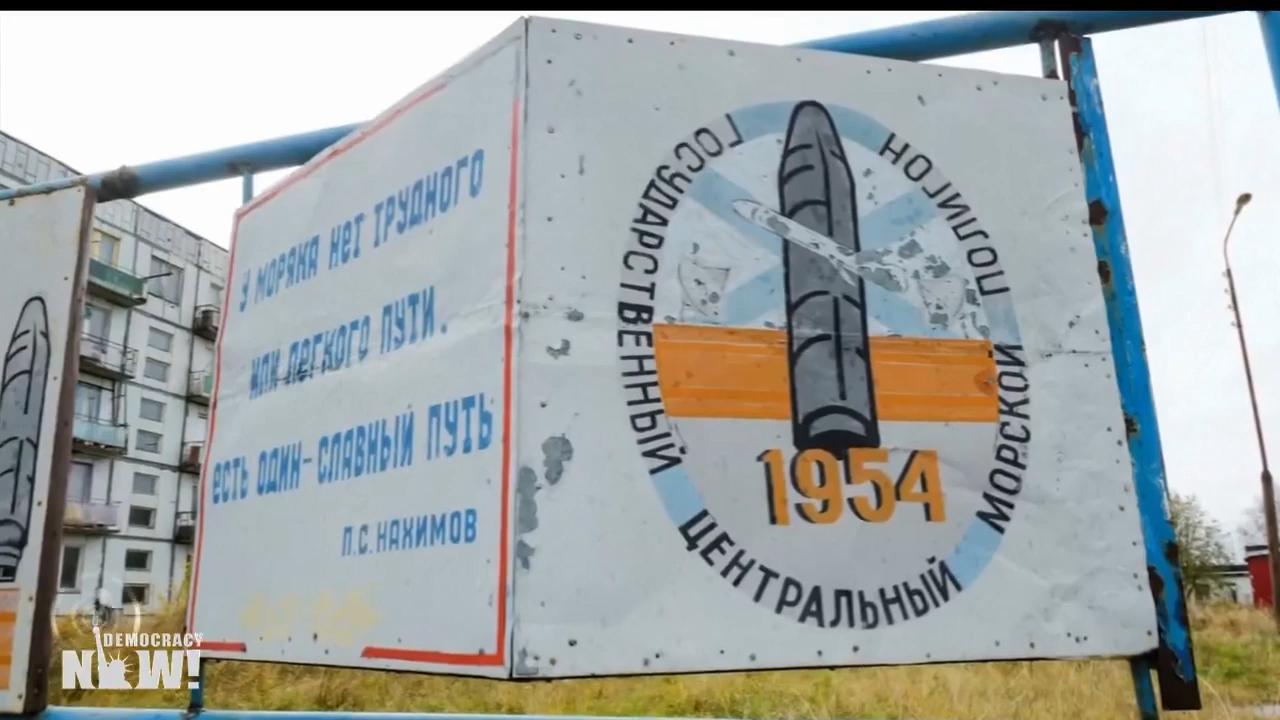 У МОРЯКА НЕТ ТРУДНОГО
ИЛИ ЛЕГКОГО ПУТИ.
ЕСТЬ ОДИН - СЛАВНЫЙ ПУТЬ
П.С. НАХИМОВ
ГОСУДАРСТВЕННЫЙ
ЦЕНТРАЛЬНЫЙ
МОРСКОЙ
ПОЛИГОН
1954
DEMOCRACY
NOW!